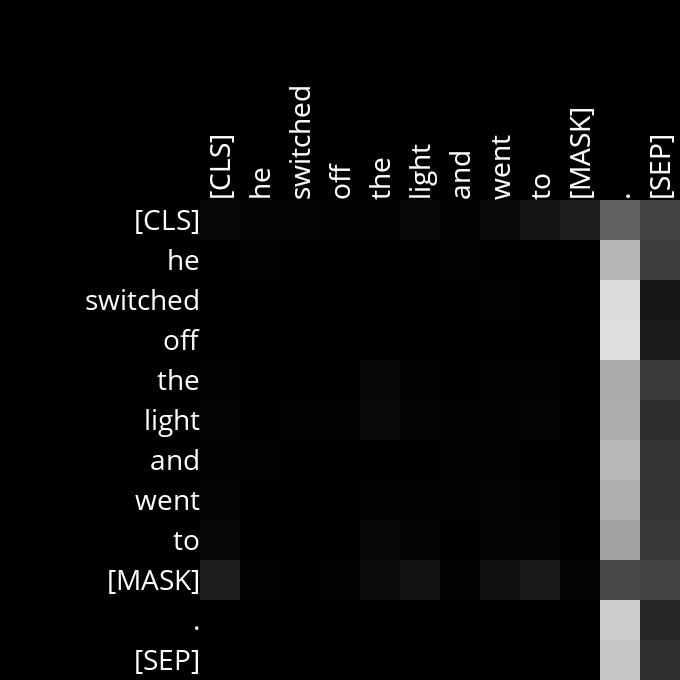 [CLS] he switched off the light and went to [MASK] . [SEP]
[CLS]
he
switched
off
the
light
and
went
to
[MASK]
.
[SEP]